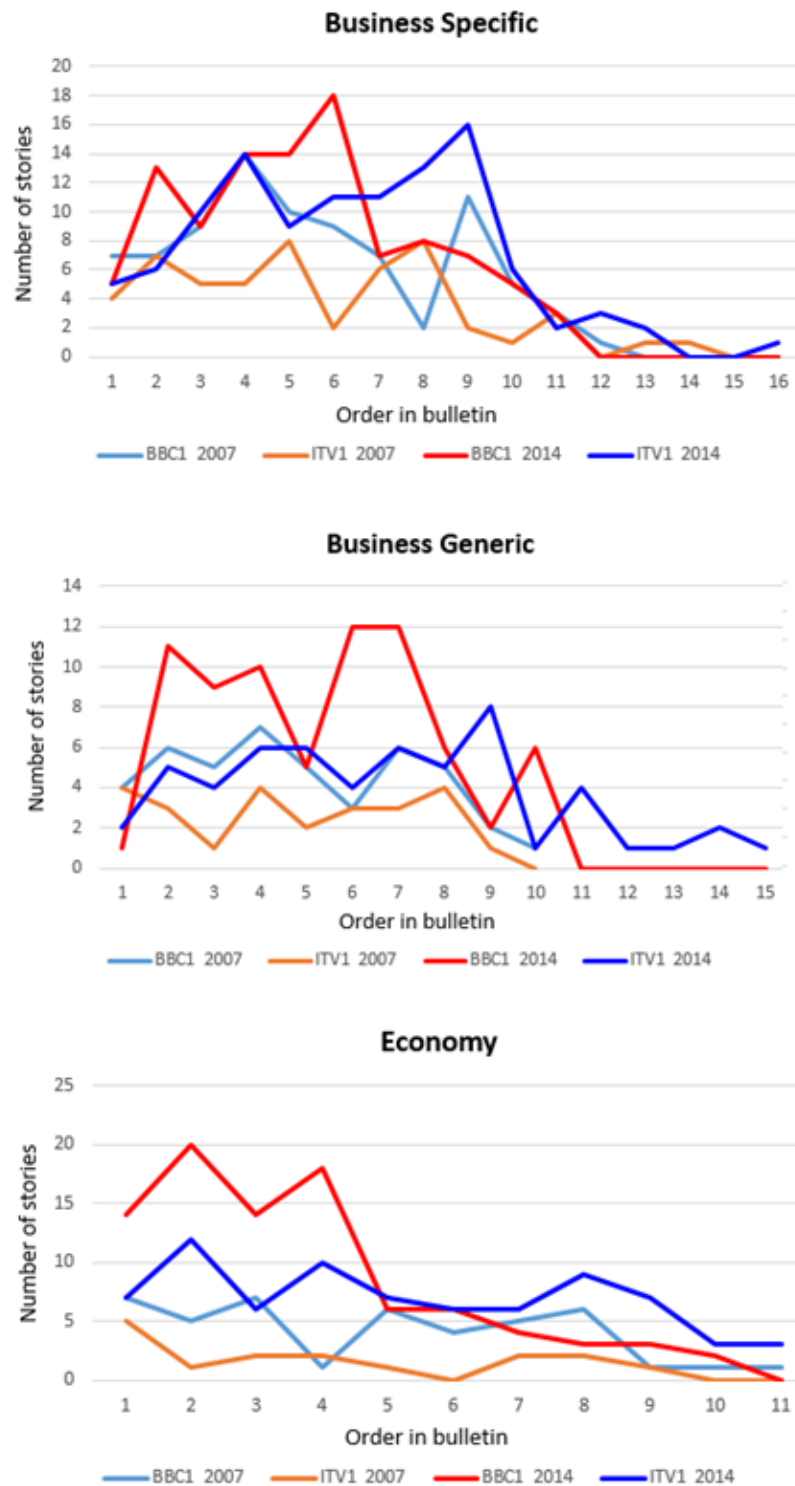 Business Specific
20
18
16
14
12
10
8
6
4
2
0
Number of stories
1 2 3 4 5 6 7 8 9 10 11 12 13 14 15 16
Order in bulletin
BBC1 2007 ITV1 2007 BBC1 2014 ITV1 2014
Business Generic
14
12
10
8
6
4
2
0
Number of stories
1 2 3 4 5 6 7 8 9 10 11 12 13 14 15
Order in bulletin
BBC1 2007 ITV1 2007 BBC1 2014 ITV1 2014
Economy
25
20
15
10
5
0
Number of stories
1 2 3 4 5 6 7 8 9 10 11
Order in bulletin
BBC1 2007 ITV1 2007 BBC1 2014 ITV1 2014